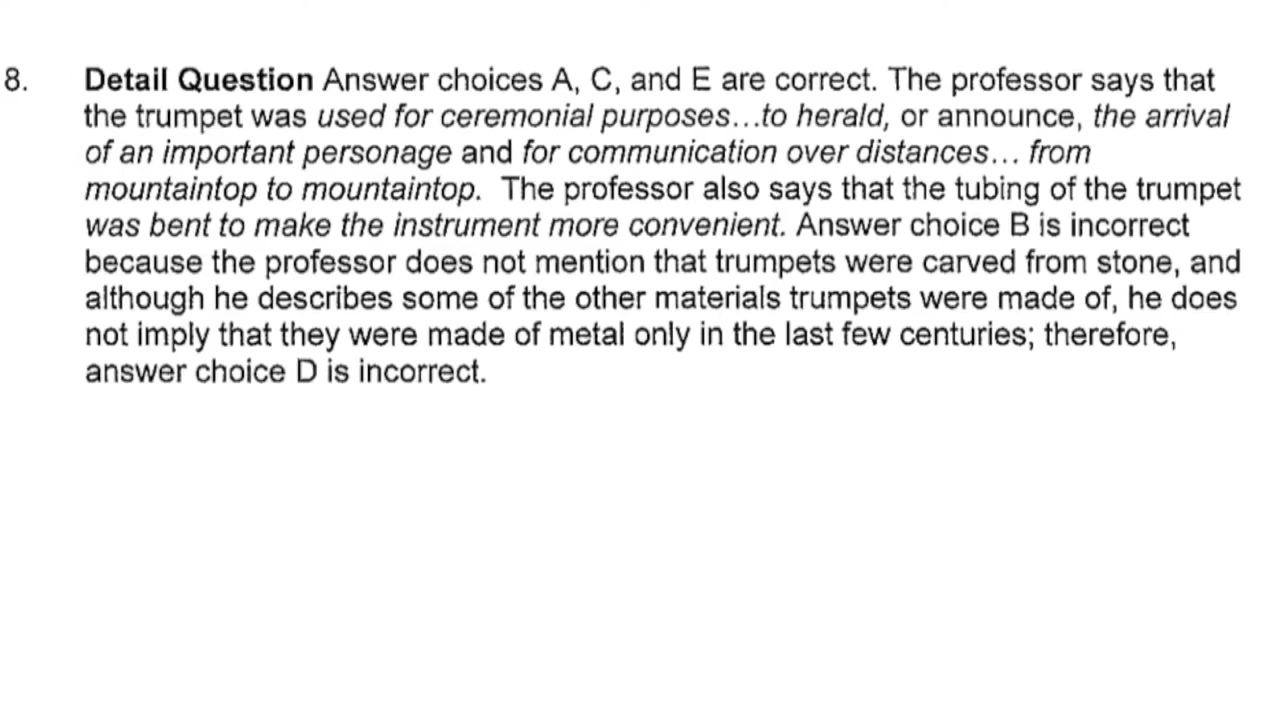 8. Detail Question Answer choices A, C, and E are correct. The professor says that
the trumpet was used for ceremonial purposes…to herald, or announce, the arrival
of an important personage and for communication over distances… from
mountaintop to mountaintop. The professor also says that the tubing of the trumpet
was bent to make the instrument more convenient. Answer choice B is incorrect
because the professor does not mention that trumpets were carved from stone, and
although he describes some of the other materials trumpets were made of, he does
not imply that they were made of metal only in the last few centuries; therefore,
answer choice D is incorrect.